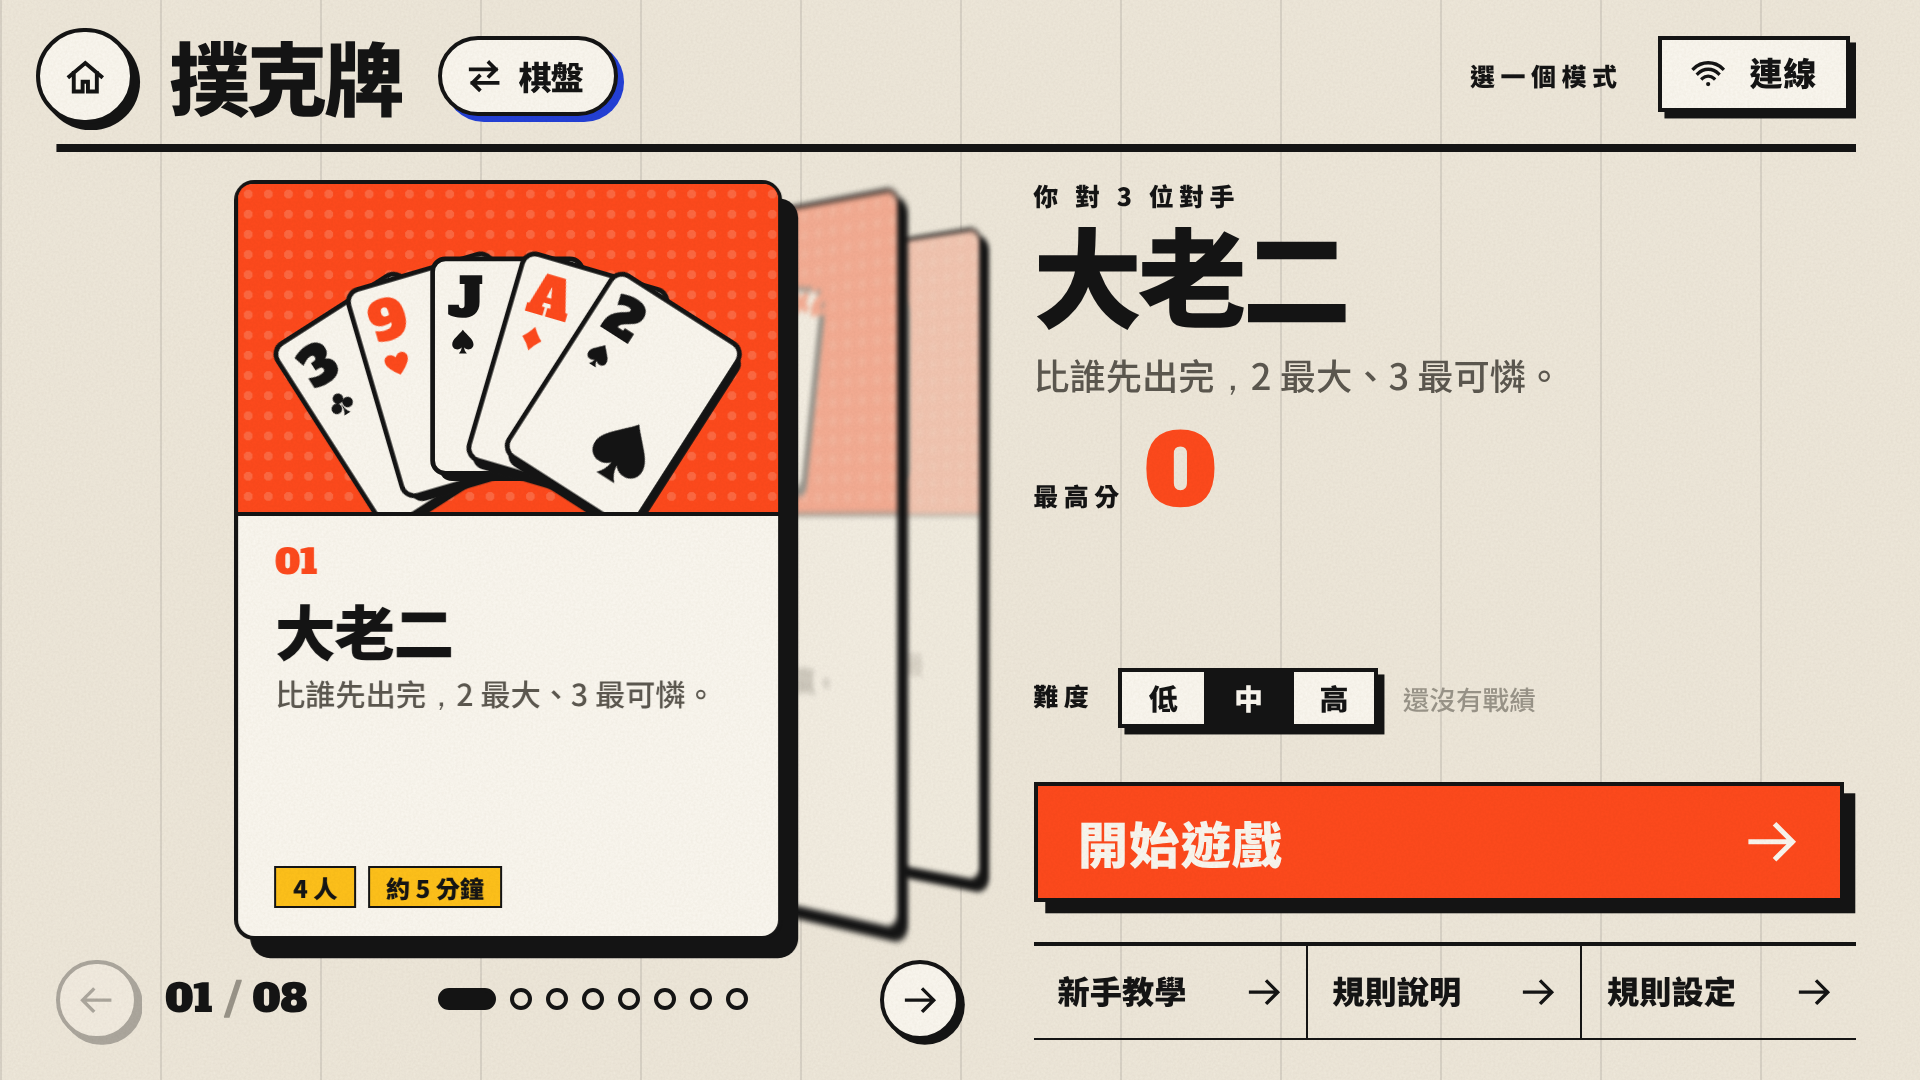 撲克牌
棋盤
選一個模式
連線
3
9
J
A
2
01
大老二
比誰先出完，2 最大、3 最可憐。
4 人
約 5 分鐘
01 / 08
你 對 3 位對手
大老二
比誰先出完，2 最大、3 最可憐。
最高分 0
難度
低
中
高
還沒有戰績
開始遊戲
新手教學
規則說明
規則設定